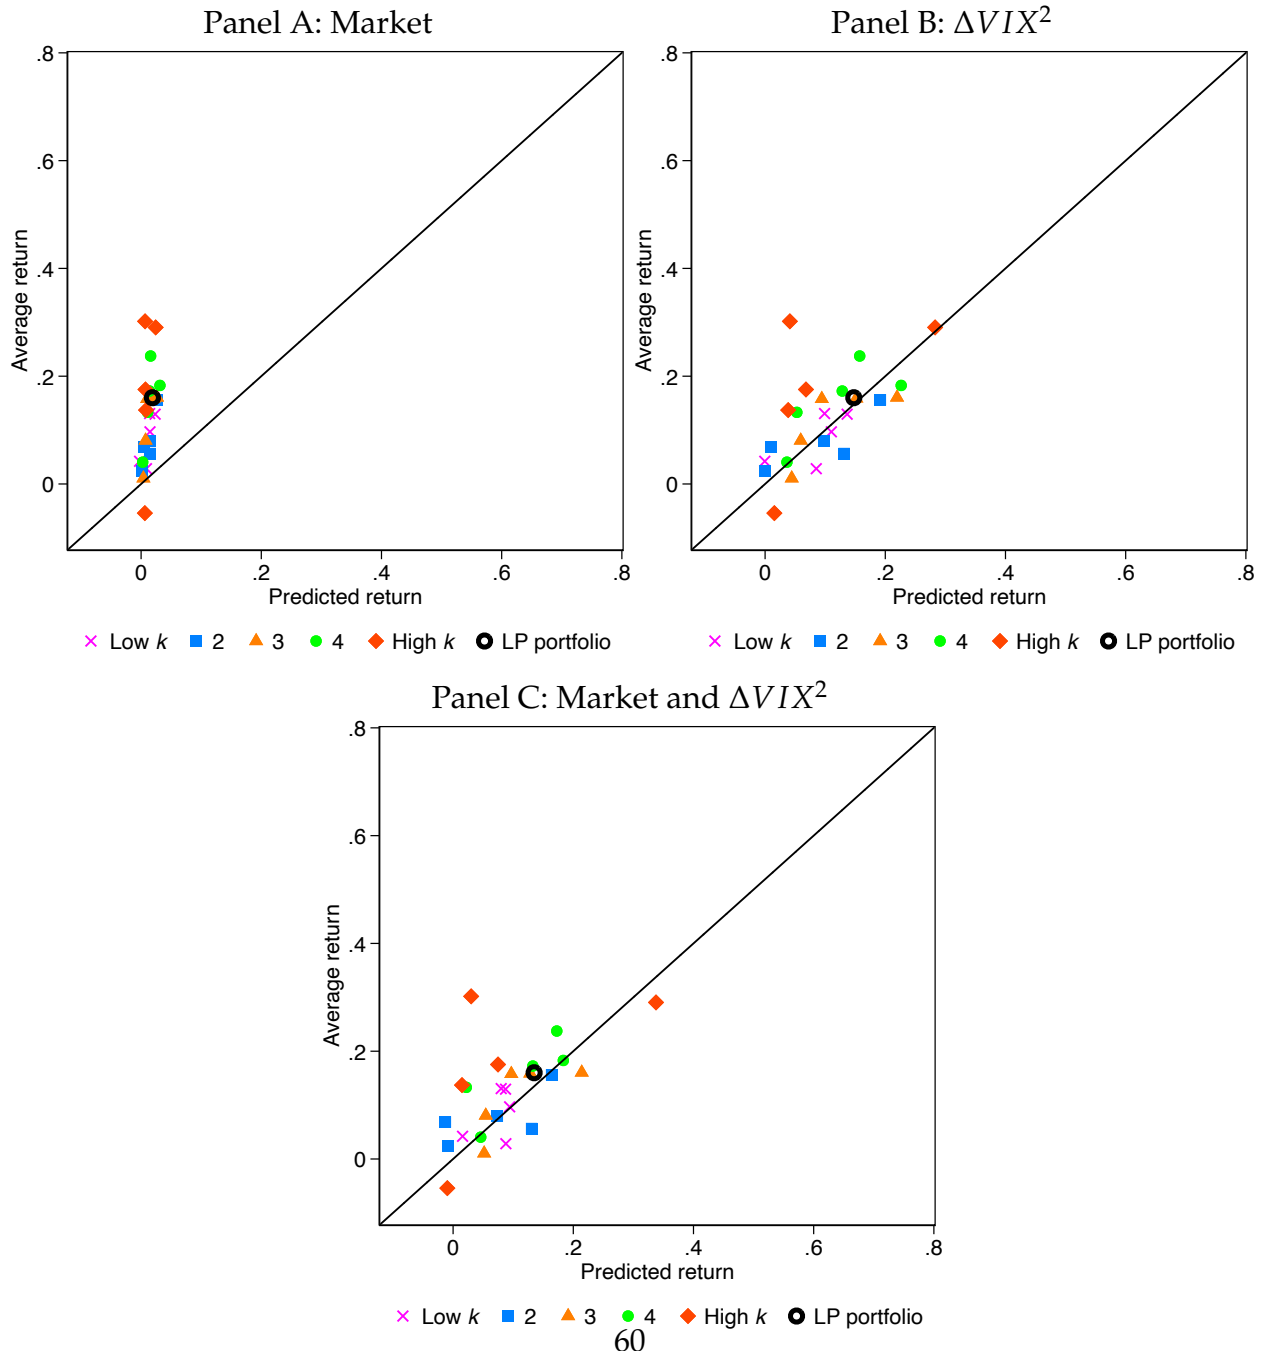 Panel A: Market
.8
.6
.4
.2
0
Average return
0 .2 .4 .6 .8
Predicted return
Low k 2 3 4 High k LP portfolio
Panel B: ΔVIX²
.8
.6
.4
.2
0
Average return
0 .2 .4 .6 .8
Predicted return
Low k 2 3 4 High k LP portfolio
Panel C: Market and ΔVIX²
.8
.6
.4
.2
0
Average return
0 .2 .4 .6 .8
Predicted return
Low k 2 3 4 High k LP portfolio
60